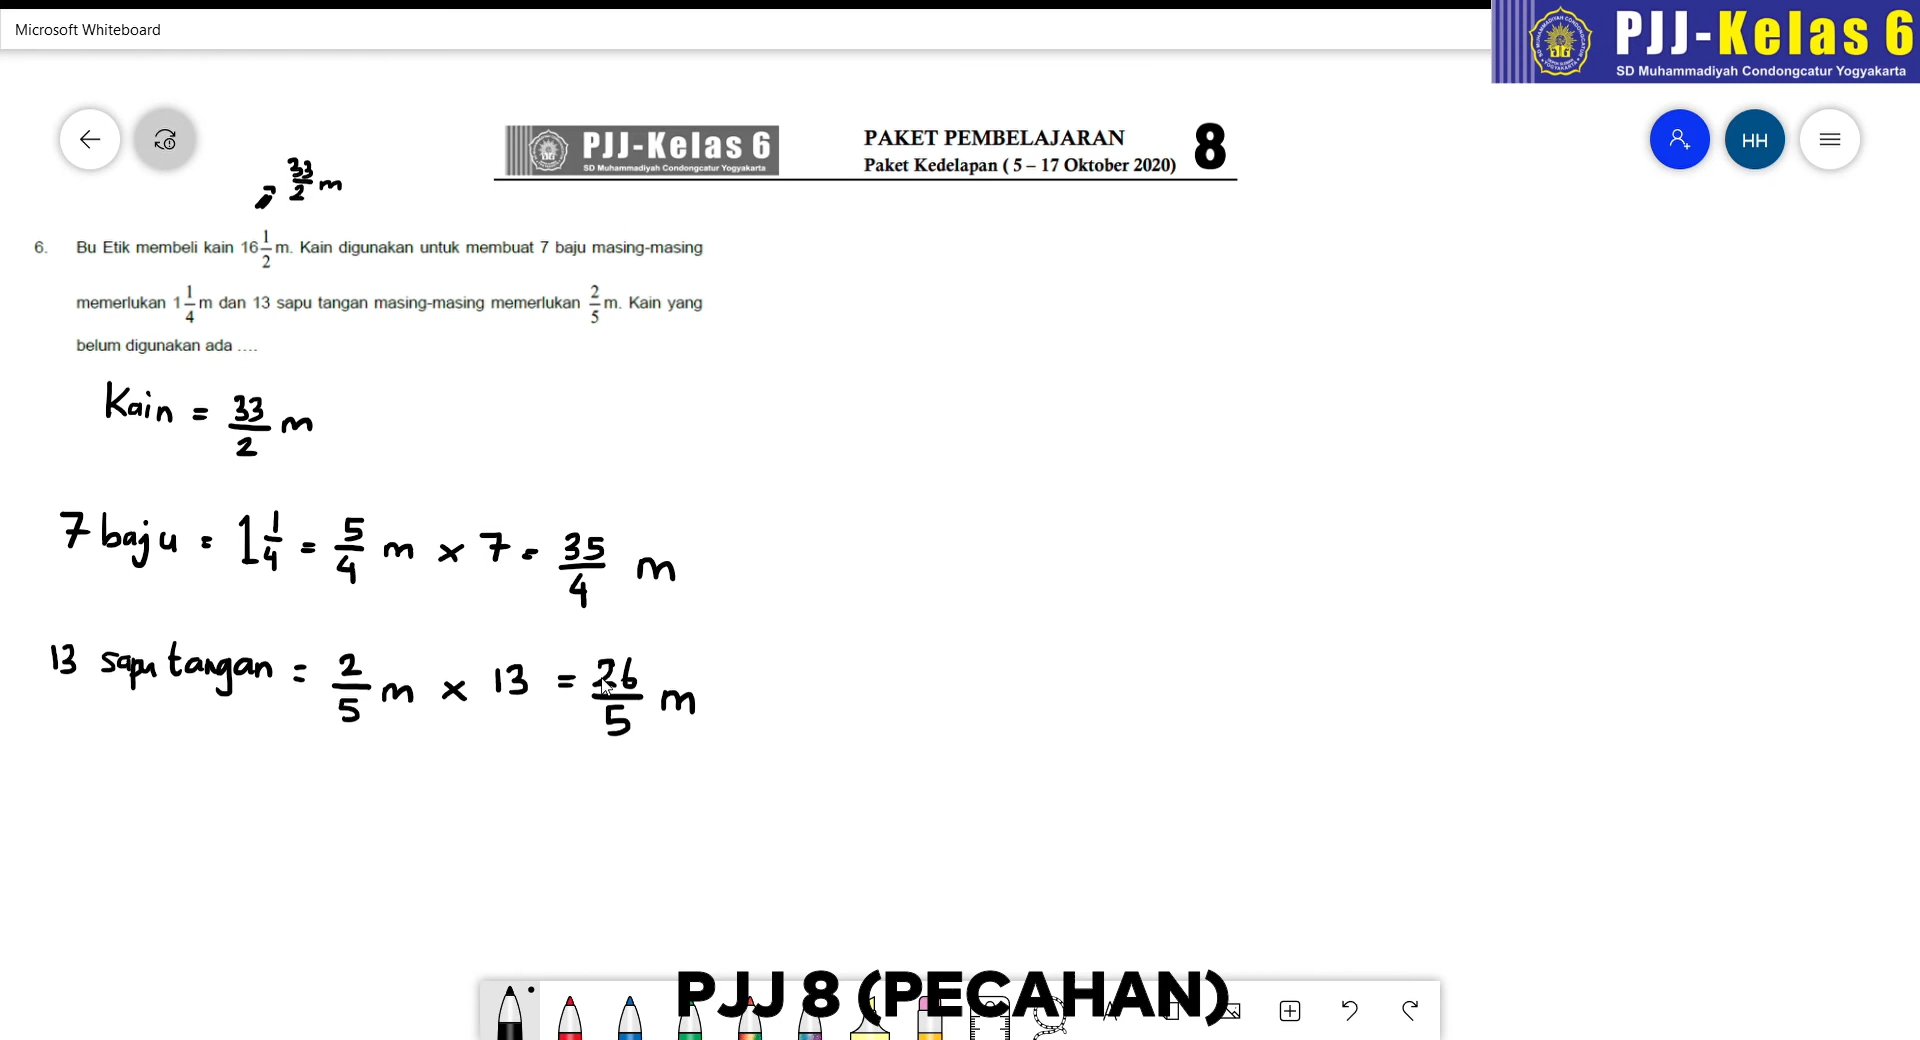 Microsoft Whiteboard
PJJ-Kelas 6
SD Muhammadiyah Condongcatur Yogyakarta
PJJ-Kelas 6
SD Muhammadiyah Condongcatur Yogyakarta
PAKET PEMBELAJARAN
Paket Kedelapan ( 5 – 17 Oktober 2020)
8
HH
33/2 m
6. Bu Etik membeli kain 16 1/2 m. Kain digunakan untuk membuat 7 baju masing-masing
memerlukan 1 1/4 m dan 13 sapu tangan masing-masing memerlukan 2/5 m. Kain yang
belum digunakan ada ....
Kain = 33/2 m
7 baju = 1 1/4 = 5/4 m x 7 = 35/4 m
13 sapu tangan = 2/5 m x 13 = 26/5 m
PJJ 8 (PECAHAN)